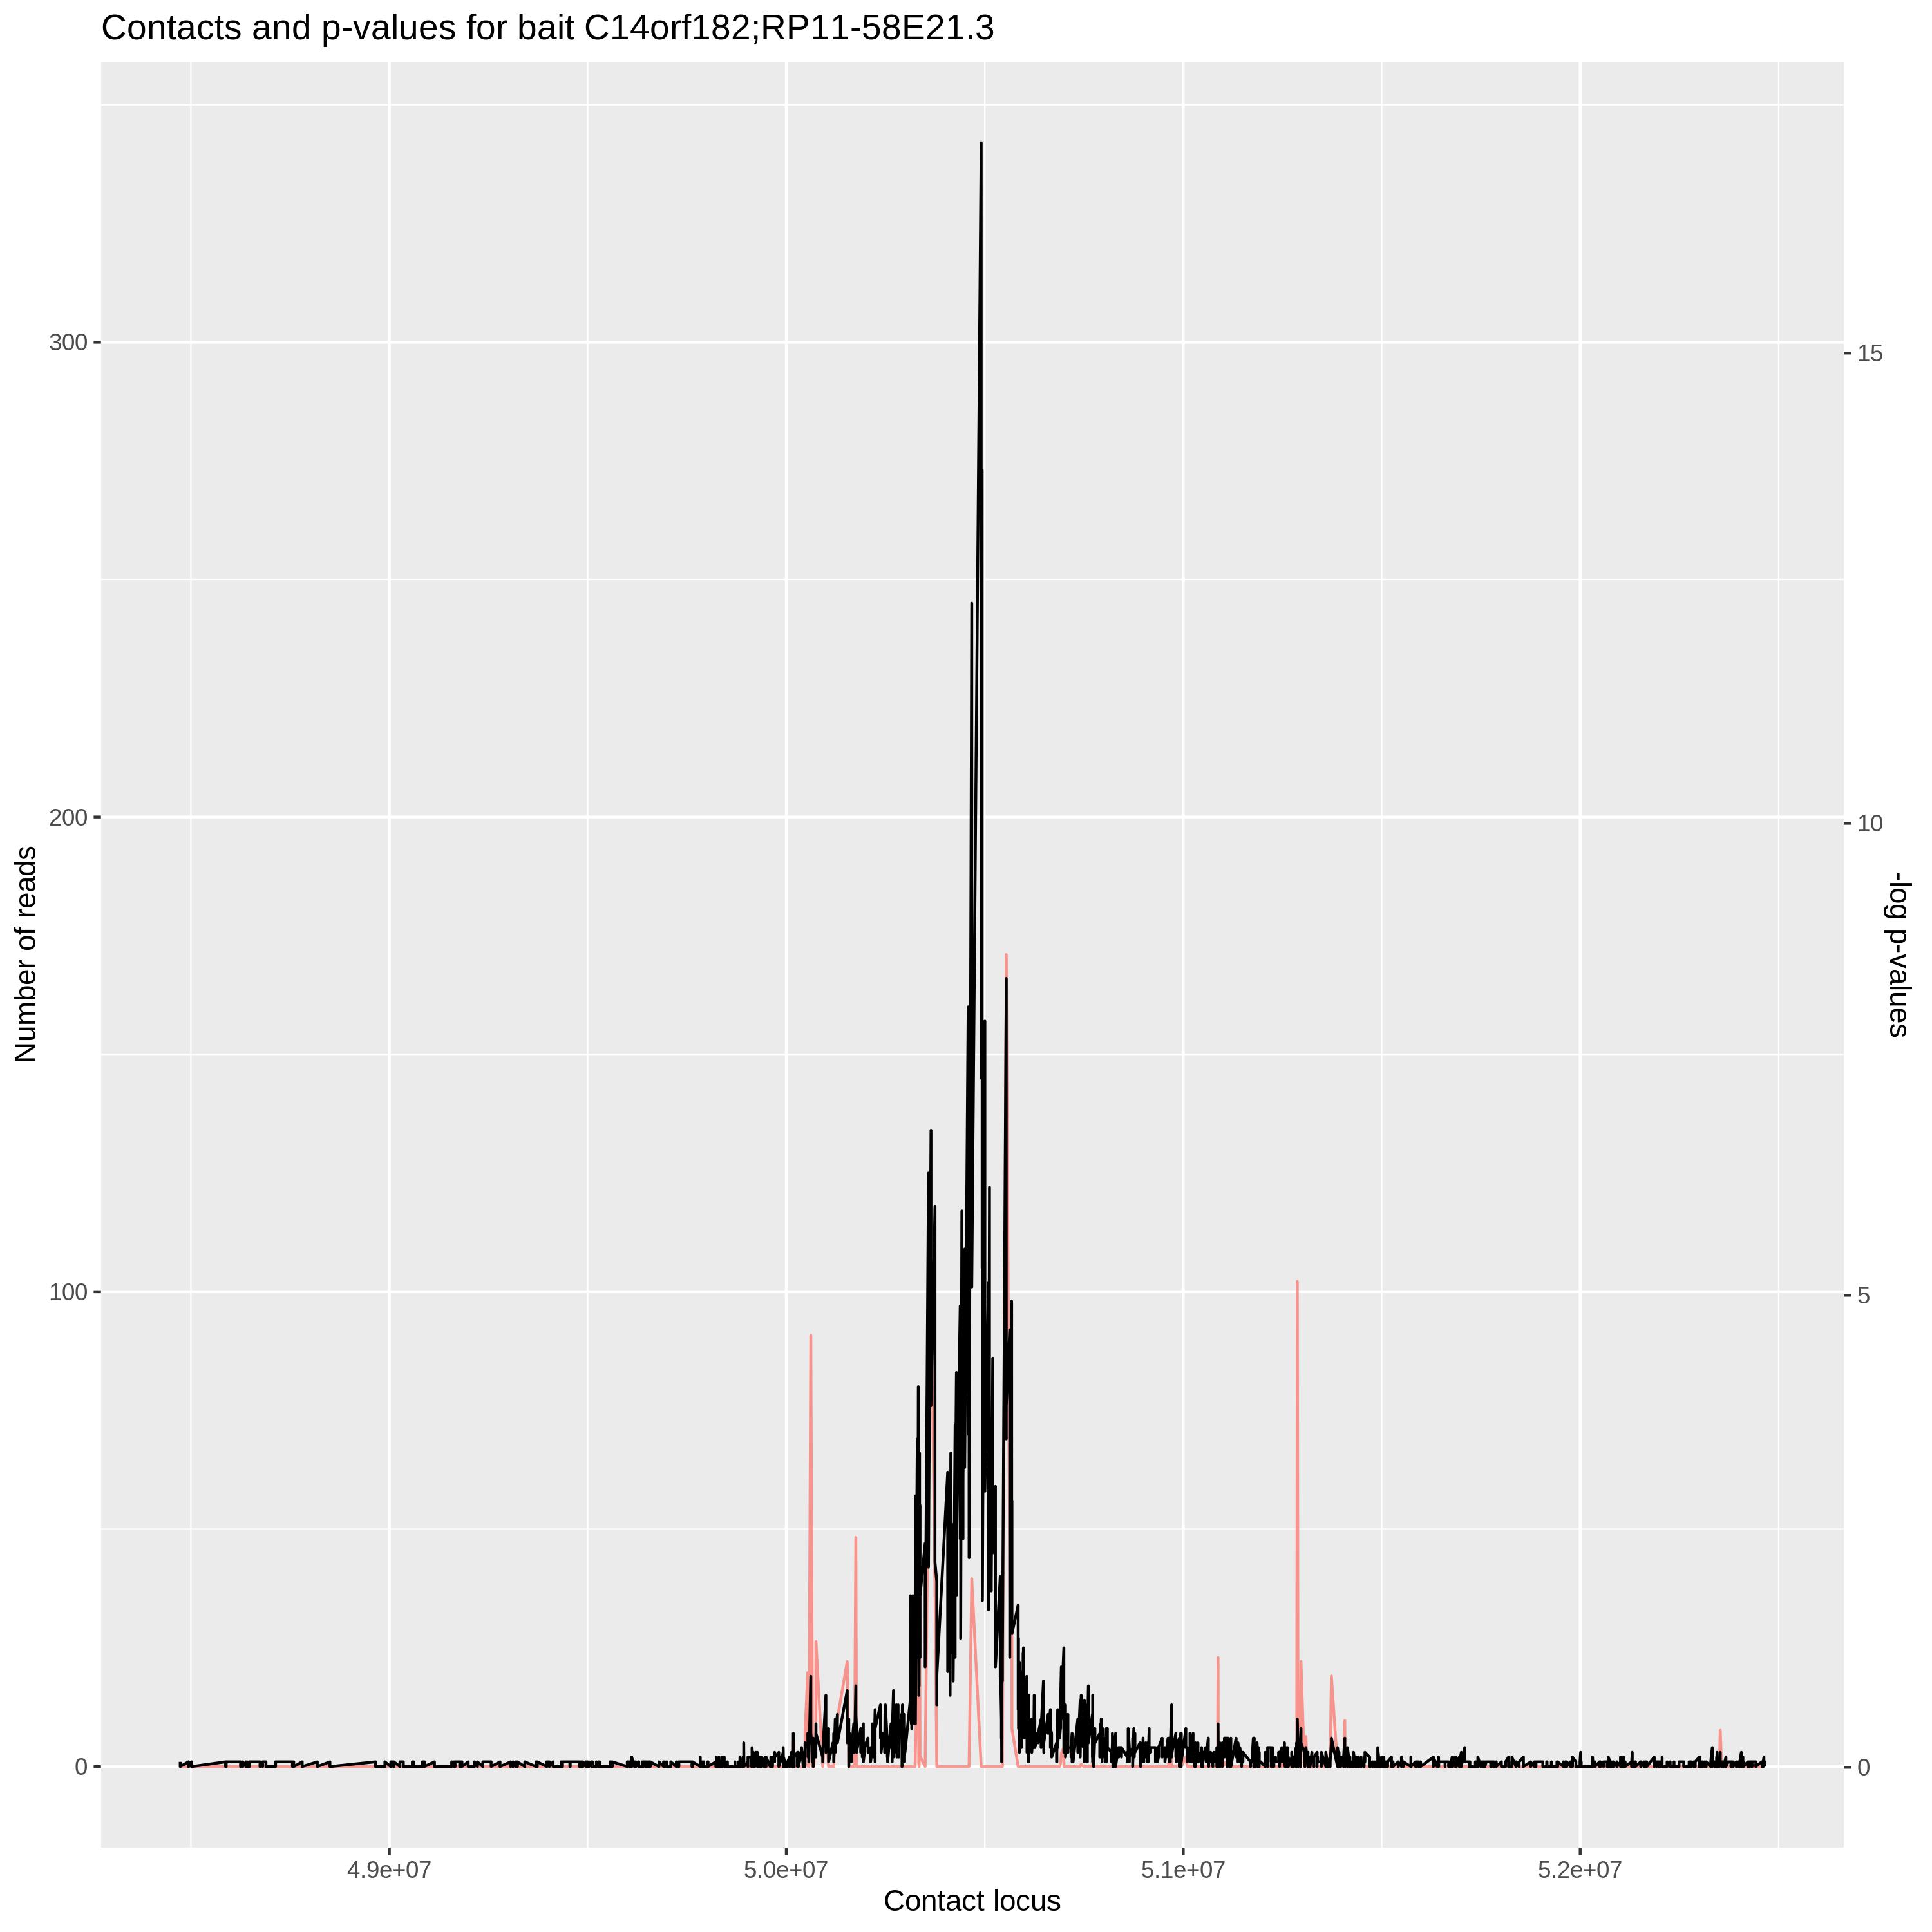 Contacts and p-values for bait C14orf182;RP11-58E21.3
300
200
100
0
Number of reads
15
10
5
0
-log p-values
4.9e+07
5.0e+07
5.1e+07
5.2e+07
Contact locus